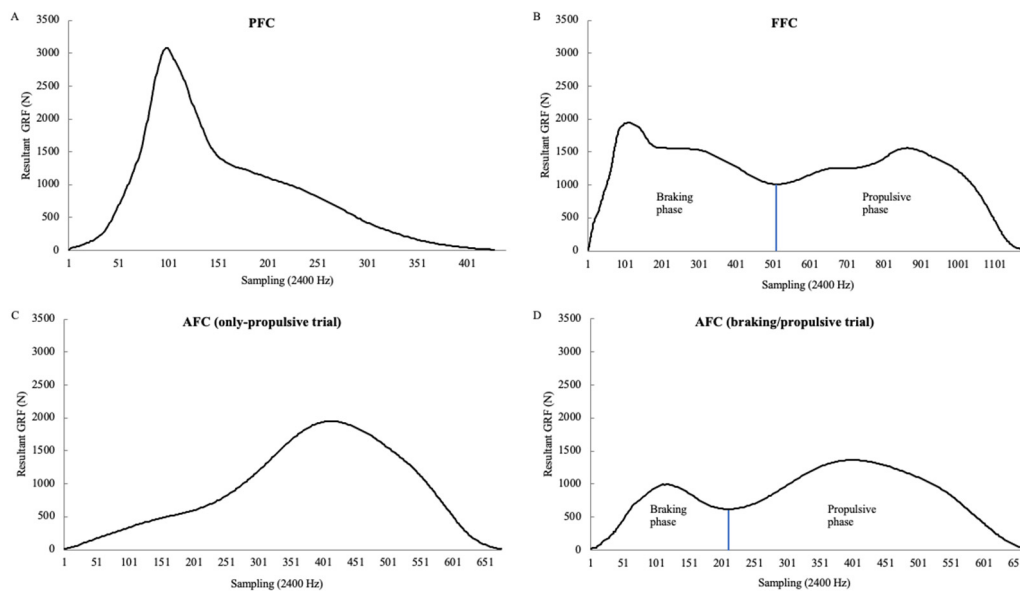 A
PFC
3500
3000
2500
2000
1500
1000
500
0
Resultant GRF (N)
1 51 101 151 201 251 301 351 401
Sampling (2400 Hz)
B
FFC
3500
3000
2500
2000
1500
1000
500
0
Resultant GRF (N)
Braking
phase
Propulsive
phase
1 101 201 301 401 501 601 701 801 901 1001 1101
Sampling (2400 Hz)
C
AFC (only-propulsive trial)
3500
3000
2500
2000
1500
1000
500
0
Resultant GRF (N)
1 51 101 151 201 251 301 351 401 451 501 551 601 651
Sampling (2400 Hz)
D
AFC (braking/propulsive trial)
3500
3000
2500
2000
1500
1000
500
0
Resultant GRF (N)
Braking
phase
Propulsive
phase
1 51 101 151 201 251 301 351 401 451 501 551 601 651
Sampling (2400 Hz)